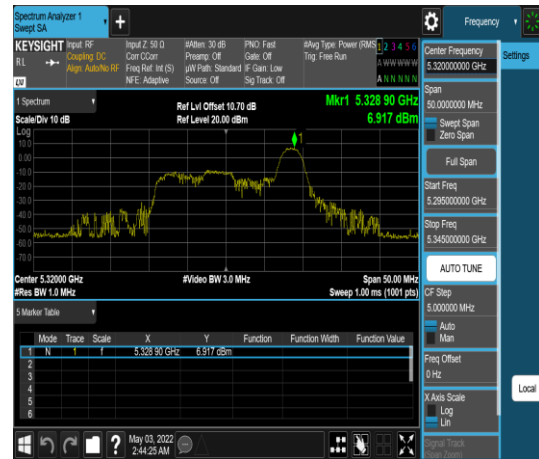 Spectrum Analyzer 1
Swept SA
+
Frequency
KEYSIGHT
RL
Input: RF
Coupling: DC
Align: Auto/No RF
Input Z: 50 Ω
Corr CCorr
Freq Ref: Int (S)
NFE: Adaptive
#Atten: 30 dB
Preamp: Off
µW Path: Standard
Source: Off
PNO: Fast
Gate: Off
IF Gain: Low
Sig Track: Off
#Avg Type: Power (RMS)
Trig: Free Run
1 2 3 4 5 6
A W W W W W
A N N N N N
1 Spectrum
Scale/Div 10 dB
Log
Ref Lvl Offset 10.70 dB
Ref Level 20.00 dBm
Mkr1 5.328 90 GHz
6.917 dBm
1
10.0
0.00
-10.0
-20.0
-30.0
-40.0
-50.0
-60.0
-70.0
Center 5.32000 GHz
#Res BW 1.0 MHz
#Video BW 3.0 MHz
Span 50.00 MHz
Sweep 1.00 ms (1001 pts)
5 Marker Table
Mode Trace Scale X Y Function Function Width Function Value
1 N 1 f 5.328 90 GHz 6.917 dBm
2
3
4
5
6
May 03, 2022
2:44:25 AM
Center Frequency
5.320000000 GHz
Span
50.0000000 MHz
Swept Span
Zero Span
Full Span
Start Freq
5.295000000 GHz
Stop Freq
5.345000000 GHz
AUTO TUNE
CF Step
5.000000 MHz
Auto
Man
Freq Offset
0 Hz
X Axis Scale
Log
Lin
Signal Track
(Span Zoom)
Settings
Local